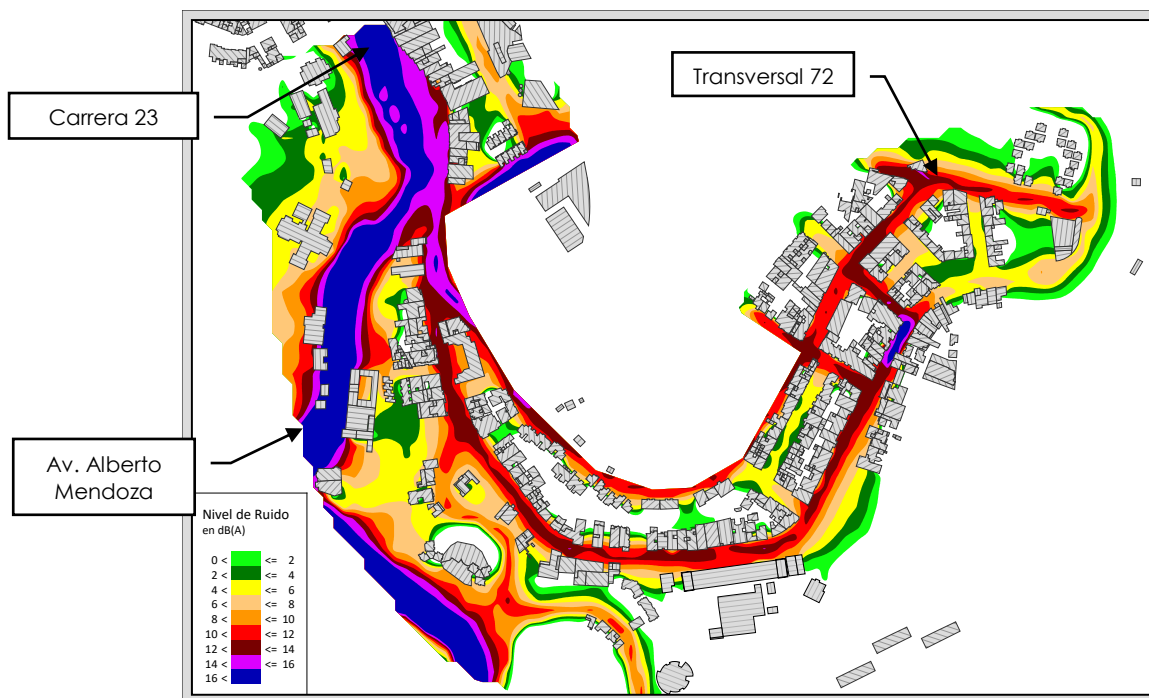 Carrera 23
Transversal 72
Av. Alberto
Mendoza
Nivel de Ruido
en dB(A)
0 < <= 2
2 < <= 4
4 < <= 6
6 < <= 8
8 < <= 10
10 < <= 12
12 < <= 14
14 < <= 16
16 <